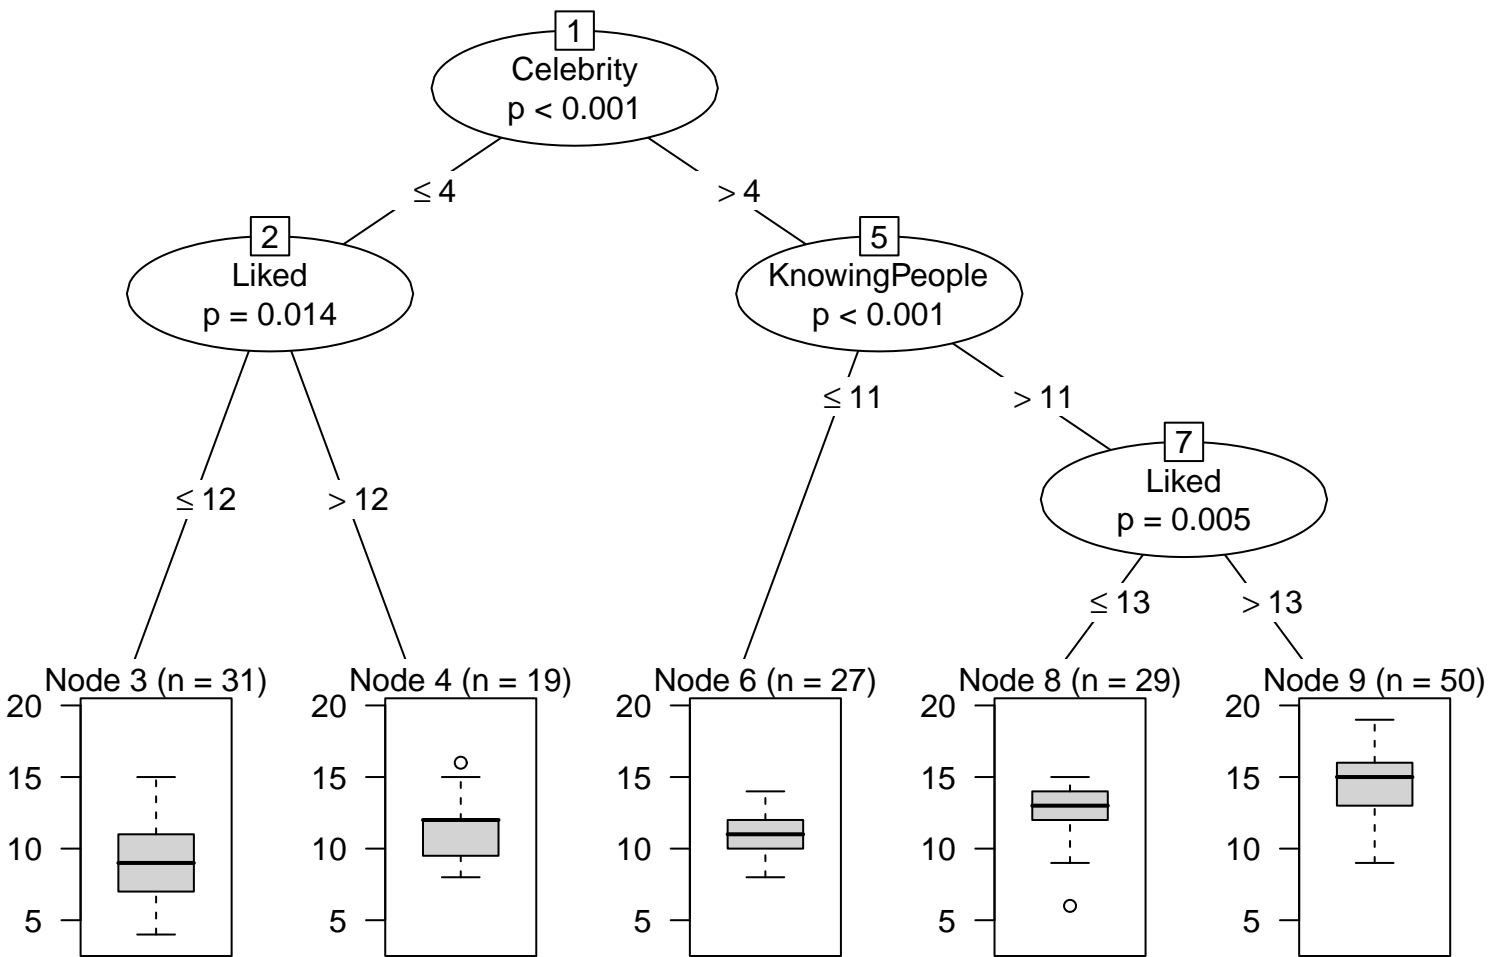 1
Celebrity
p < 0.001
≤ 4
> 4
2
Liked
p = 0.014
5
KnowingPeople
p < 0.001
≤ 11
> 11
7
Liked
p = 0.005
≤ 12
> 12
≤ 13
> 13
Node 3 (n = 31)
20
15
10
5
Node 4 (n = 19)
20
15
10
5
Node 6 (n = 27)
20
15
10
5
Node 8 (n = 29)
20
15
10
5
Node 9 (n = 50)
20
15
10
5